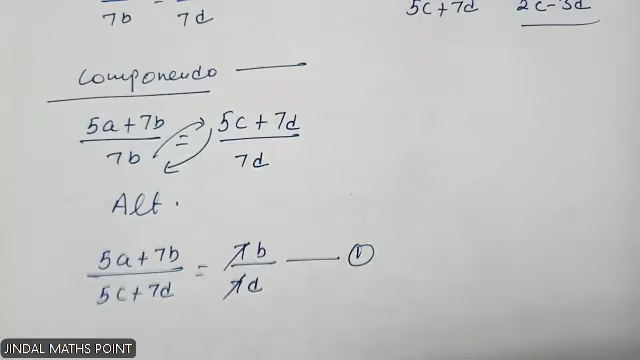 7b = 7d
5c+7d 2c-3d
Componendo
5a+7b/7b = 5c+7d/7d
Alt.
5a+7b/5c+7d = 7b/7d — ①
JINDAL MATHS POINT